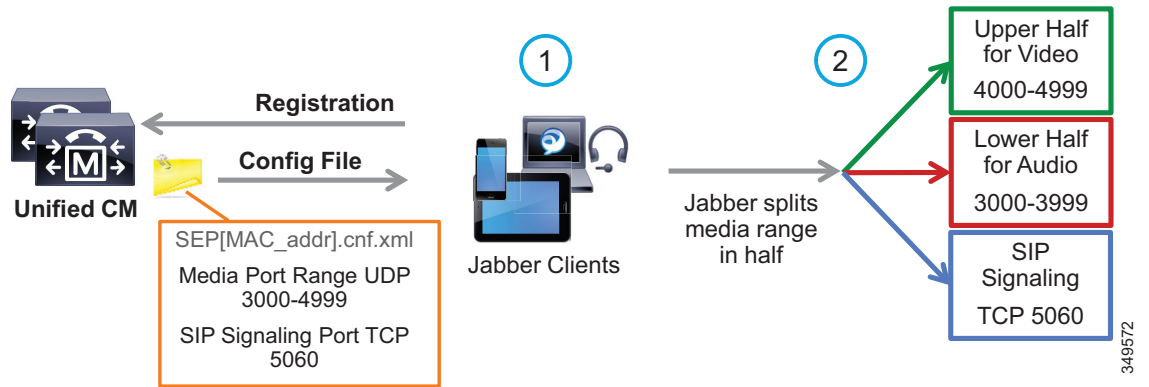 Registration
Config File
M
Unified CM
SEP[MAC_addr].cnf.xml
Media Port Range UDP
3000-4999
SIP Signaling Port TCP
5060
1
Jabber Clients
Jabber splits
media range
in half
2
Upper Half
for Video
4000-4999
Lower Half
for Audio
3000-3999
SIP
Signaling
TCP 5060
349572